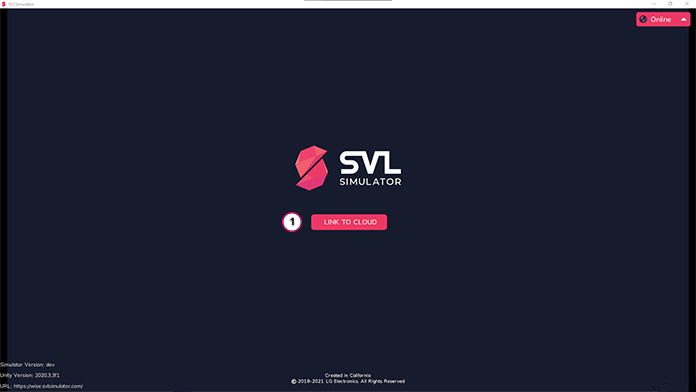 SVLSimulator
Online
SVL
SIMULATOR
1
LINK TO CLOUD
Simulator Version: dev
Unity Version: 2020.3.3f1
URL: https://wise.svlsimulator.com/
Created in California
© 2018-2021 LG Electronics. All Rights Reserved